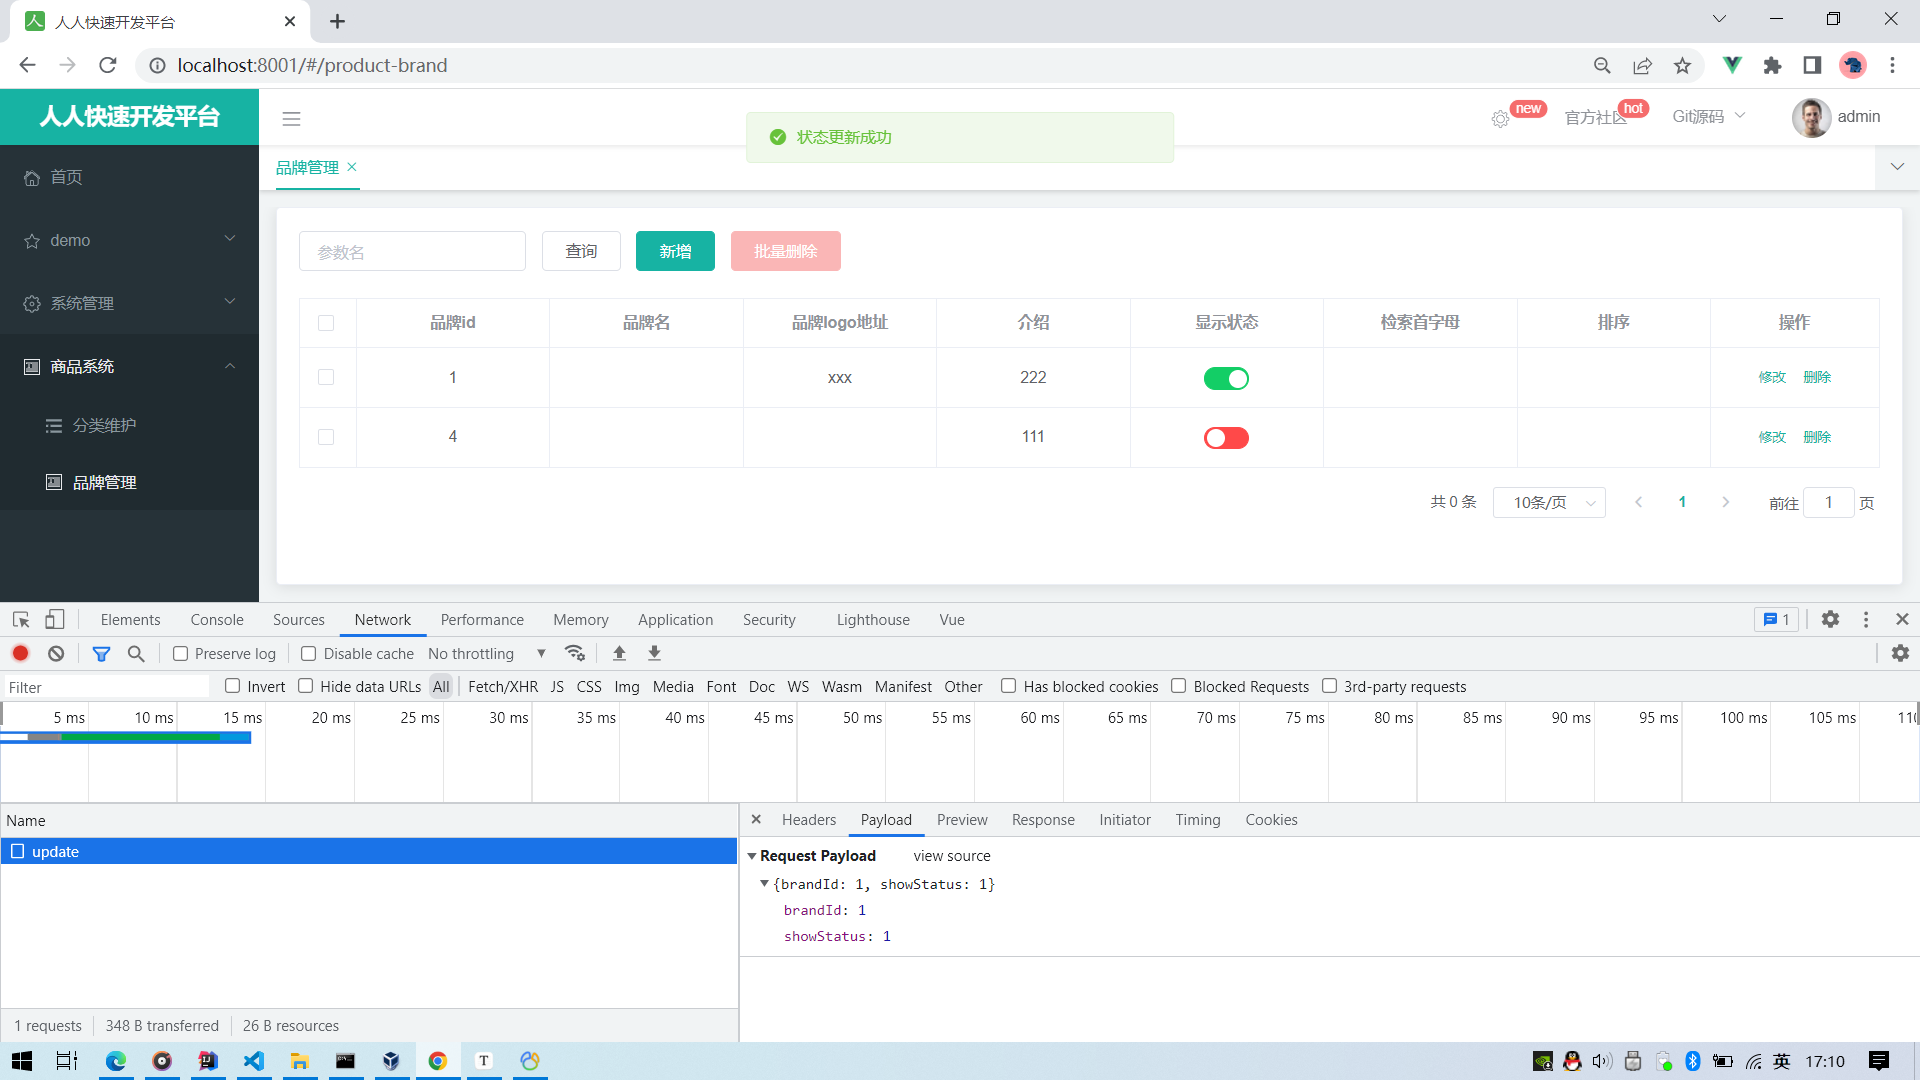 人人快速开发平台
localhost:8001/#/product-brand
人人快速开发平台
new
官方社区
hot
Git源码
admin
状态更新成功
品牌管理
首页
demo
系统管理
商品系统
分类维护
品牌管理
参数名
查询
新增
批量删除
品牌id 品牌名 品牌logo地址 介绍 显示状态 检索首字母 排序 操作
1 xxx 222 修改 删除
4 111 修改 删除
共 0 条 10条/页 1 前往 1 页
Elements Console Sources Network Performance Memory Application Security Lighthouse Vue 1
Preserve log Disable cache No throttling
Filter Invert Hide data URLs All Fetch/XHR JS CSS Img Media Font Doc WS Wasm Manifest Other Has blocked cookies Blocked Requests 3rd-party requests
5 ms 10 ms 15 ms 20 ms 25 ms 30 ms 35 ms 40 ms 45 ms 50 ms 55 ms 60 ms 65 ms 70 ms 75 ms 80 ms 85 ms 90 ms 95 ms 100 ms 105 ms
Name
update
Headers Payload Preview Response Initiator Timing Cookies
Request Payload view source
{brandId: 1, showStatus: 1}
brandId: 1
showStatus: 1
1 requests 348 B transferred 26 B resources
T
英 17:10